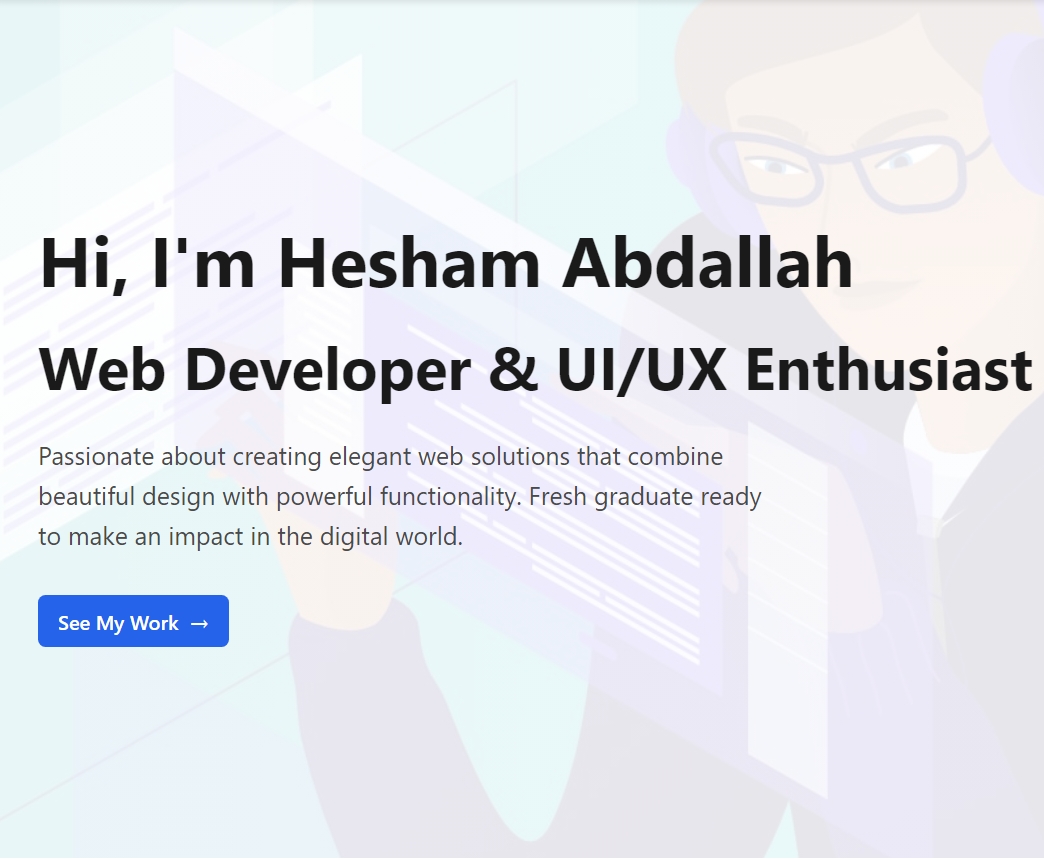 Hi, I'm Hesham Abdallah
Web Developer & UI/UX Enthusiast
Passionate about creating elegant web solutions that combine
beautiful design with powerful functionality. Fresh graduate ready
to make an impact in the digital world.
See My Work →